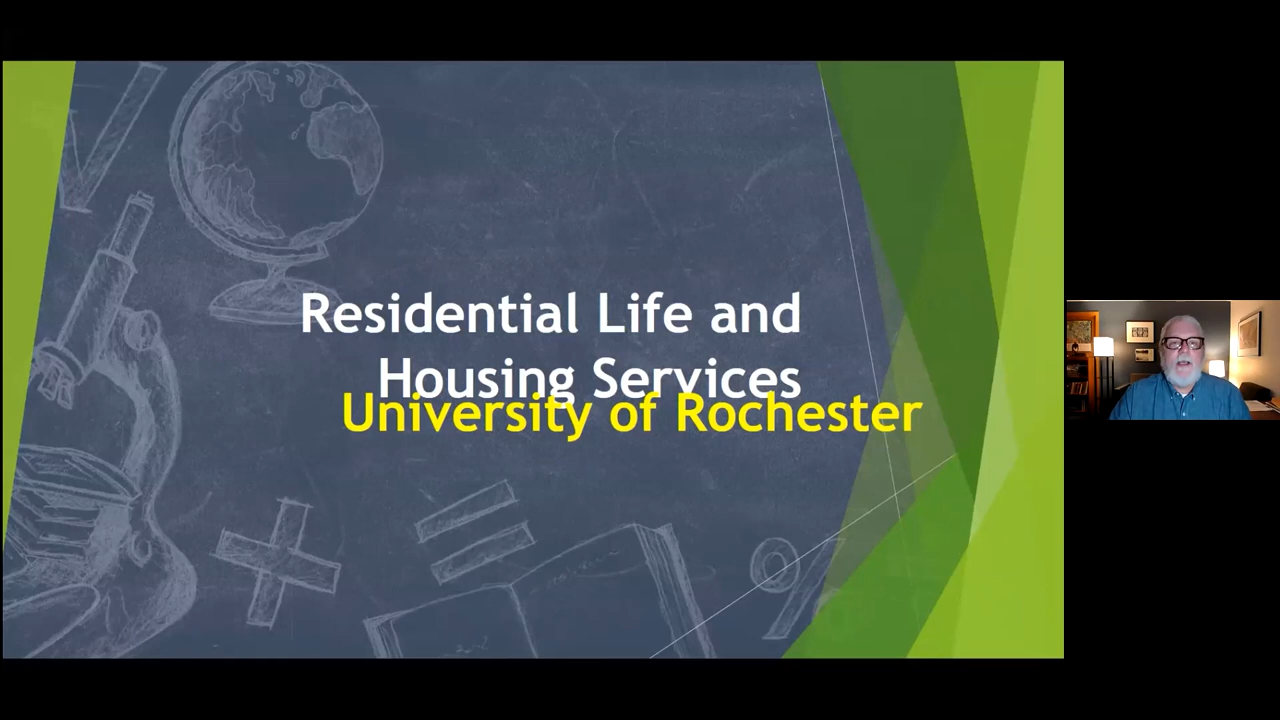 Residential Life and
Housing Services
University of Rochester